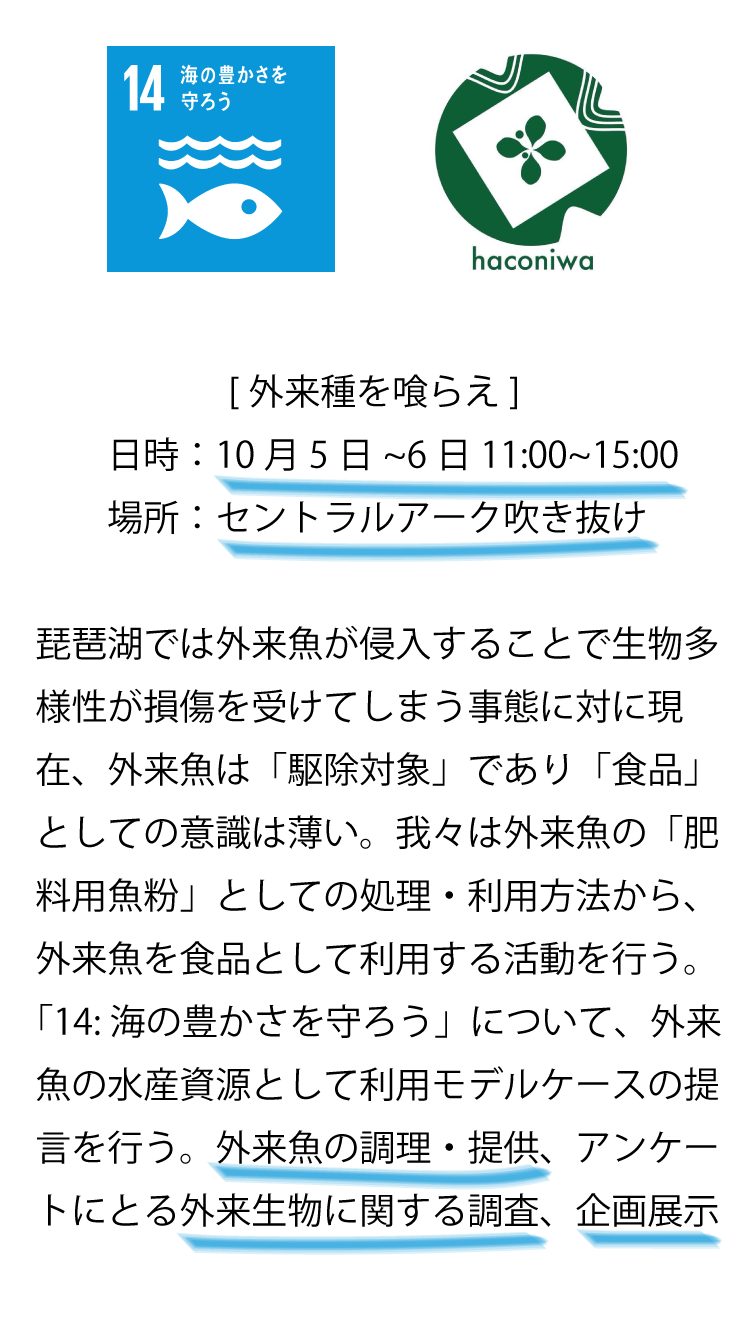 14 海の豊かさを
守ろう
haconiwa
[ 外来種を喰らえ ]
日時：10 月 5 日 ~6 日 11:00~15:00
場所：セントラルアーク吹き抜け
琵琶湖では外来魚が侵入することで生物多
様性が損傷を受けてしまう事態に対に現
在、外来魚は「駆除対象」であり「食品」
としての意識は薄い。我々は外来魚の「肥
料用魚粉」としての処理・利用方法から、
外来魚を食品として利用する活動を行う。
「14: 海の豊かさを守ろう」について、外来
魚の水産資源として利用モデルケースの提
言を行う。外来魚の調理・提供、アンケー
トにとる外来生物に関する調査、企画展示